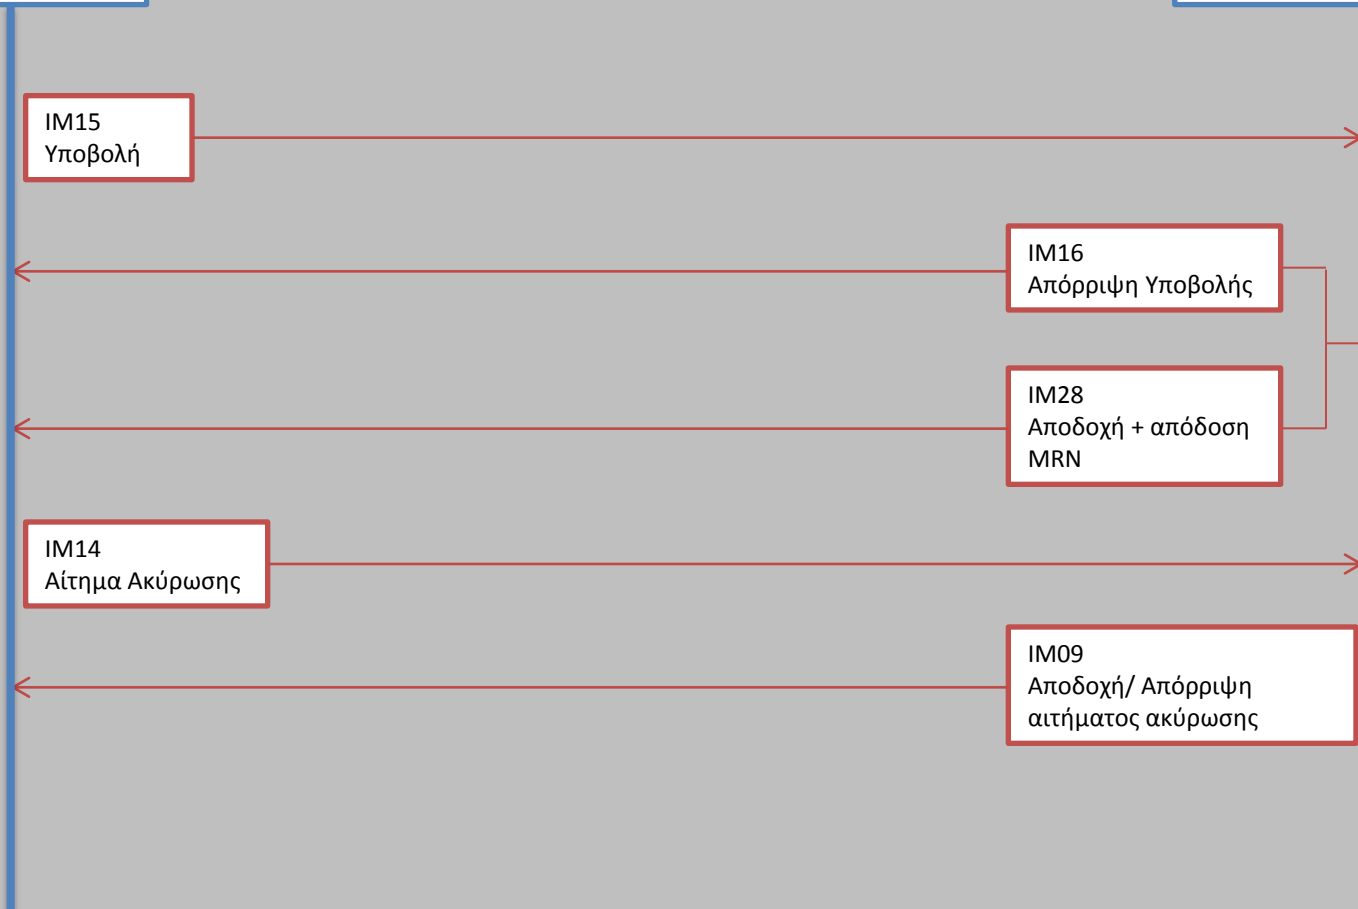 IM15
Υποβολή
IM16
Απόρριψη Υποβολής
IM28
Αποδοχή + απόδοση
MRN
IM14
Αίτημα Ακύρωσης
IM09
Αποδοχή/ Απόρριψη
αιτήματος ακύρωσης